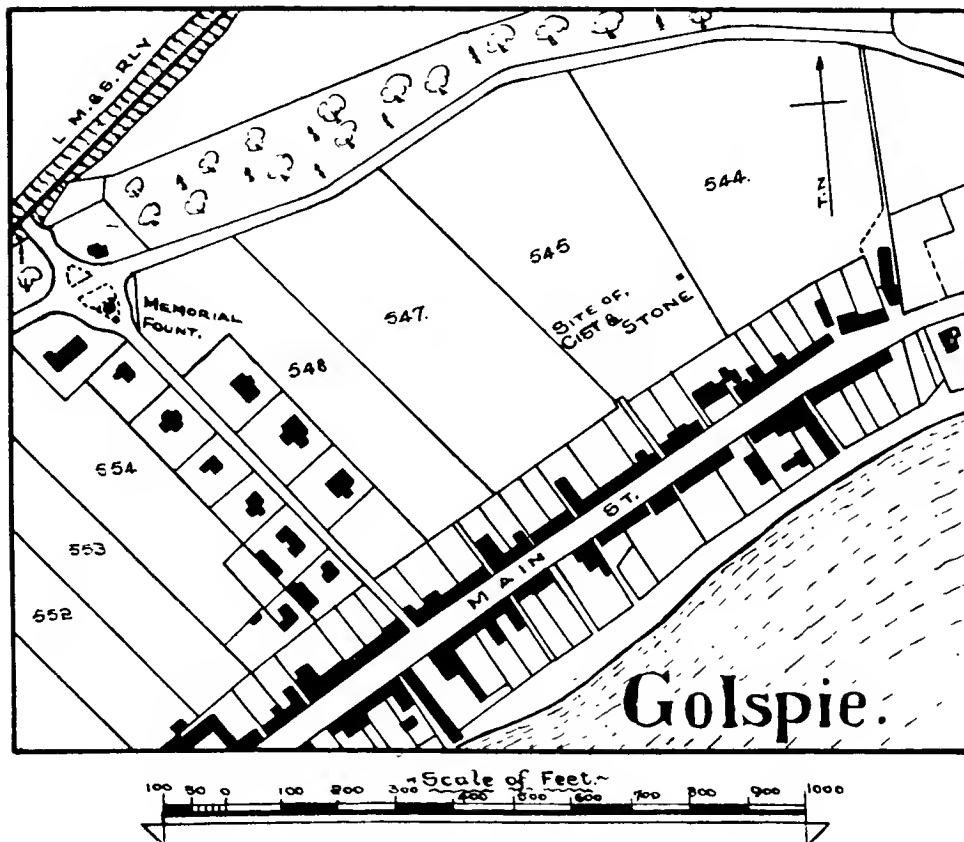 L. M. & S. RLY
544.
T.N
545
SITE OF.
CIST &
STONE
MEMORIAL
FOUNT.
547.
548
554
553
552
MAIN ST.
Golspie.
Scale of Feet.
100 50 0 100 200 300 400 500 600 700 800 900 1000